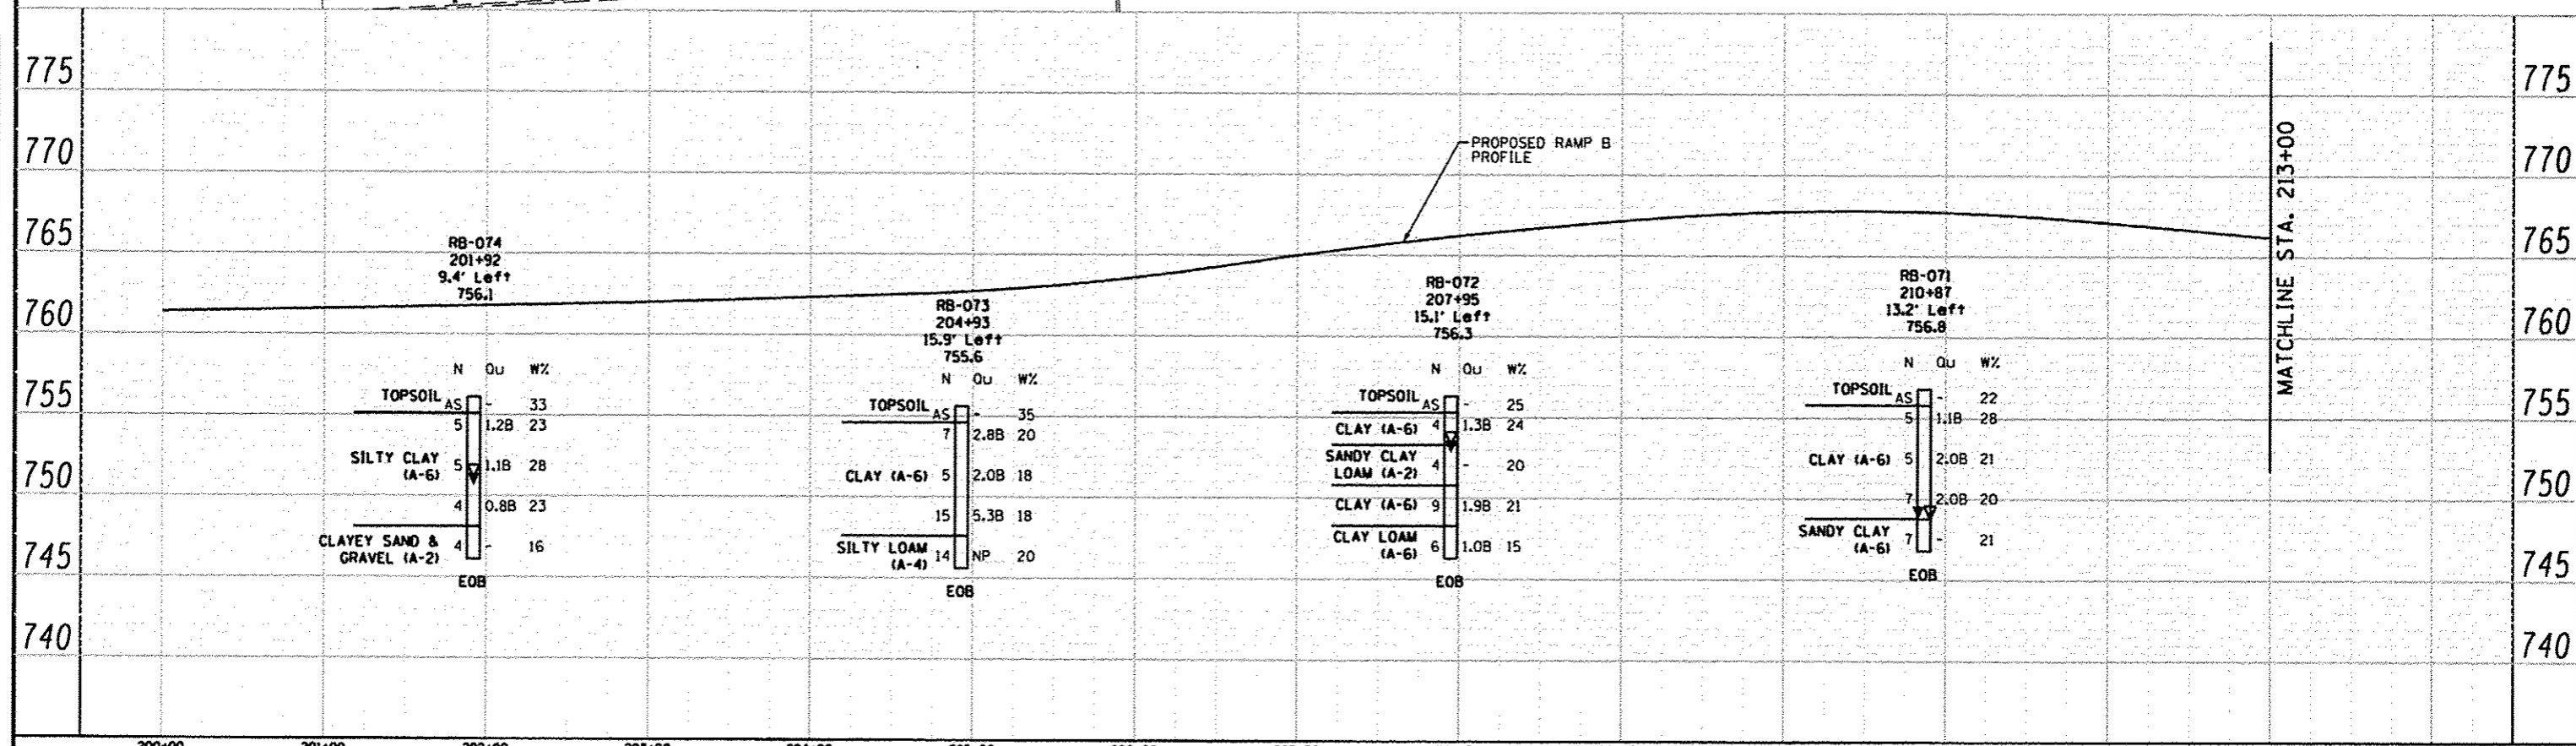 775
770
765
760
755
750
745
740
775
770
765
760
755
750
745
740
PROPOSED RAMP B
PROFILE
MATCHLINE STA. 213+00
RB-074
201+92
9.4' Left
756.1
N Qu W%
TOPSOIL AS - 33
5 1.2B 23
SILTY CLAY
(A-6)
5 1.1B 28
4 0.8B 23
CLAYEY SAND &
GRAVEL (A-2)
4 - 16
EOB
RB-073
204+93
15.9' Left
755.6
N Qu W%
TOPSOIL AS - 35
7 2.8B 20
CLAY (A-6) 5 2.0B 18
15 5.3B 18
SILTY LOAM
(A-4)
14 NP 20
EOB
RB-072
207+95
15.1' Left
756.3
N Qu W%
TOPSOIL AS - 25
CLAY (A-6) 4 1.3B 24
SANDY CLAY
LOAM (A-2)
4 - 20
CLAY (A-6) 9 1.9B 21
CLAY LOAM
(A-6)
6 1.0B 15
EOB
RB-071
210+87
13.2' Left
756.8
N Qu W%
TOPSOIL AS - 22
5 1.1B 28
CLAY (A-6) 5 2.0B 21
7 2.0B 20
SANDY CLAY
(A-6)
7 - 21
EOB